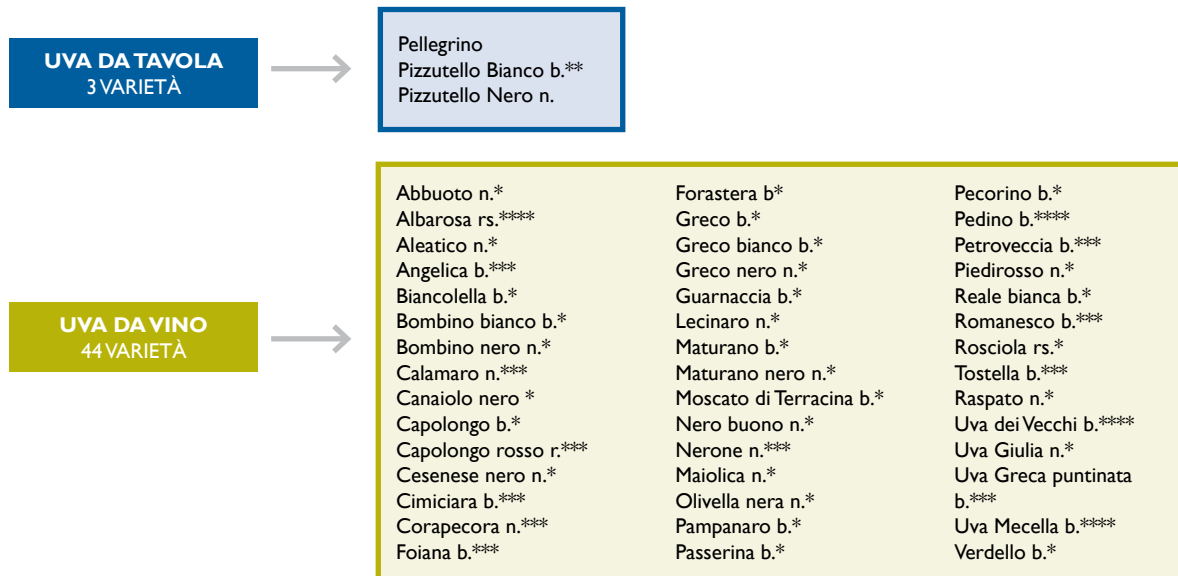 UVA DA TAVOLA
3 VARIETÀ
Pellegrino
Pizzutello Bianco b.**
Pizzutello Nero n.
UVA DA VINO
44 VARIETÀ
Abbuoto n.*
Albarosa rs.****
Aleatico n.*
Angelica b.***
Biancolella b.*
Bombino bianco b.*
Bombino nero n.*
Calamaro n.***
Canaiolo nero *
Capolongo b.*
Capolongo rosso r.***
Cesenese nero n.*
Cimiciara b.***
Corapecora n.***
Foiana b.***
Forastera b*
Greco b.*
Greco bianco b.*
Greco nero n.*
Guarnaccia b.*
Lecinaro n.*
Maturano b.*
Maturano nero n.*
Moscato di Terracina b.*
Nero buono n.*
Nerone n.***
Maiolica n.*
Olivella nera n.*
Pampanaro b.*
Passerina b.*
Pecorino b.*
Pedino b.****
Petroveccia b.***
Piedirosso n.*
Reale bianca b.*
Romanesco b.***
Rosciola rs.*
Tostella b.***
Raspato n.*
Uva dei Vecchi b.****
Uva Giulia n.*
Uva Greca puntinata
b.***
Uva Mecella b.****
Verdello b.*